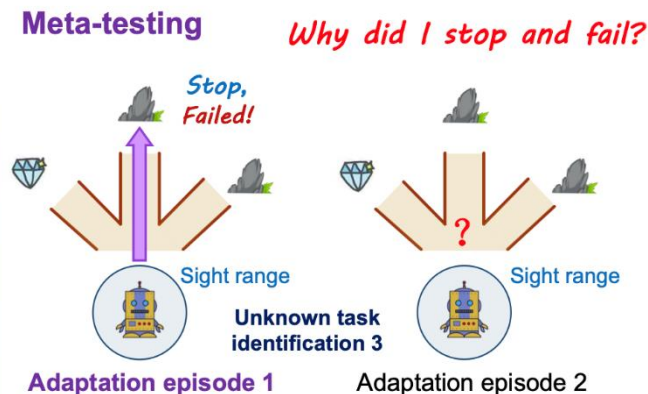 Meta-testing
Why did I stop and fail?
Stop,
Failed!
?
Sight range
Sight range
Unknown task
identification 3
Adaptation episode 1
Adaptation episode 2